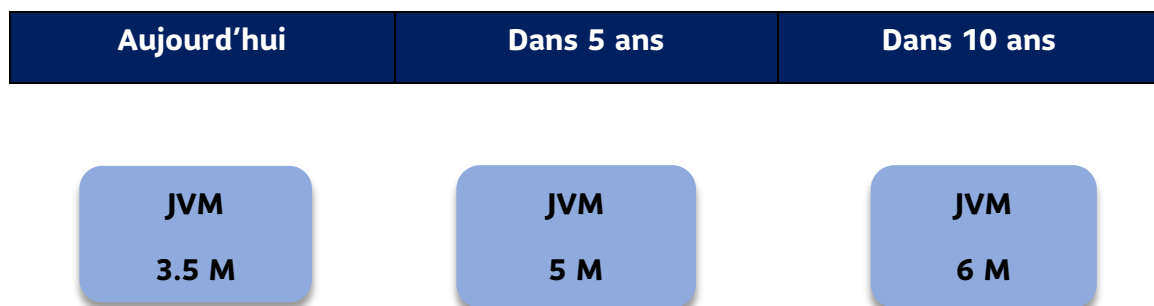 Aujourd’hui Dans 5 ans Dans 10 ans
JVM JVM JVM
3.5 M 5 M 6 M